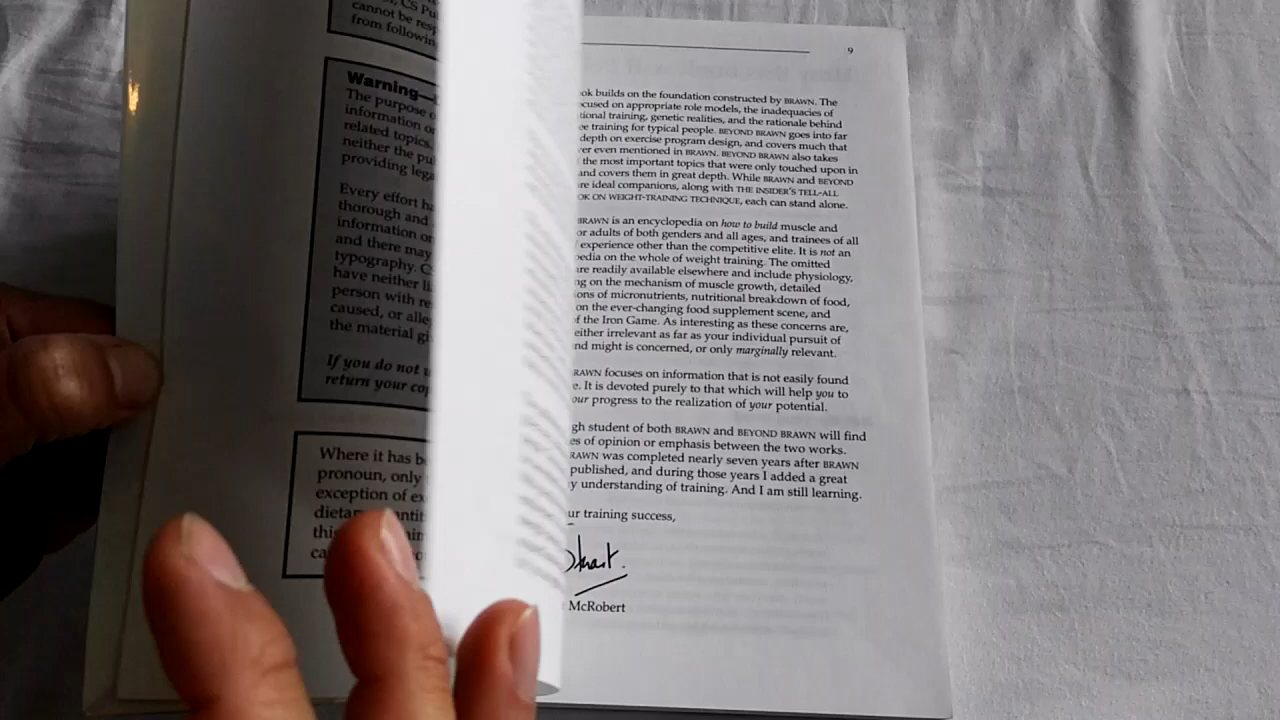 , CS Pu
cannot be resp
from following
Warning—
The purpose o
information or
related topics.
neither the pu
providing lega
Every effort ha
thorough and
information or
and there may
typography. C
have neither li
person with re
caused, or alle
the material gi
If you do not
return your co
Where it has b
pronoun, only
exception of ex
9
ok builds on the foundation constructed by BRAWN. The
ocused on appropriate role models, the inadequacies of
tional training, genetic realities, and the rationale behind
training for typical people. BEYOND BRAWN goes into far
depth on exercise program design, and covers much that
er even mentioned in BRAWN. BEYOND BRAWN also takes
the most important topics that were only touched upon in
and covers them in great depth. While BRAWN and BEYOND
re ideal companions, along with THE INSIDER'S TELL-ALL
OK ON WEIGHT-TRAINING TECHNIQUE, each can stand alone.
BRAWN is an encyclopedia on how to build muscle and
or adults of both genders and all ages, and trainees of all
experience other than the competitive elite. It is not an
pedia on the whole of weight training. The omitted
are readily available elsewhere and include physiology,
ng on the mechanism of muscle growth, detailed
ons of micronutrients, nutritional breakdown of food,
on the ever-changing food supplement scene, and
f the Iron Game. As interesting as these concerns are,
either irrelevant as far as your individual pursuit of
nd might is concerned, or only marginally relevant.
RAWN focuses on information that is not easily found
e. It is devoted purely to that which will help you to
our progress to the realization of your potential.
gh student of both BRAWN and BEYOND BRAWN will find
es of opinion or emphasis between the two works.
RAWN was completed nearly seven years after BRAWN
published, and during those years I added a great
y understanding of training. And I am still learning.
ur training success,
Stuart.
McRobert